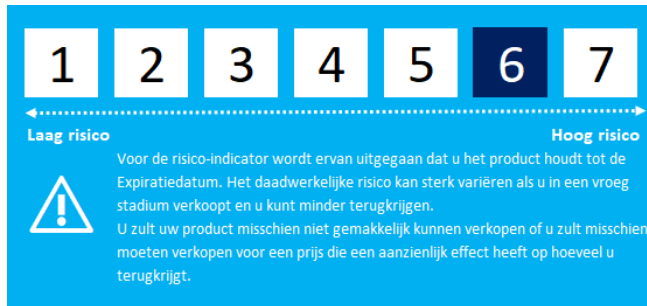 1 2 3 4 5 6 7
Laag risico Hoog risico
Voor de risico-indicator wordt ervan uitgegaan dat u het product houdt tot de
Expiratiedatum. Het daadwerkelijke risico kan sterk variëren als u in een vroeg
stadium verkoopt en u kunt minder terugkrijgen.
U zult uw product misschien niet gemakkelijk kunnen verkopen of u zult misschien
moeten verkopen voor een prijs die een aanzienlijk effect heeft op hoeveel u
terugkrijgt.